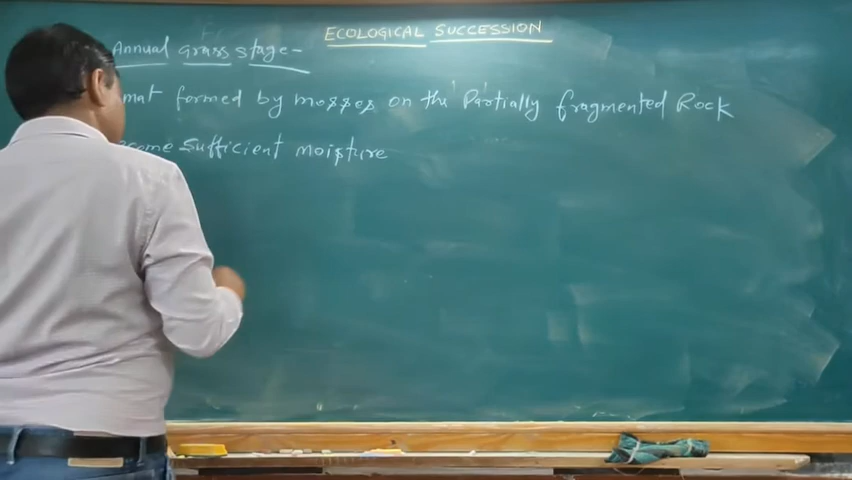 ECOLOGICAL SUCCESSION
Annual Grass stage-
mat formed by mosses on the Partially fragmented Rock
Sufficient moisture